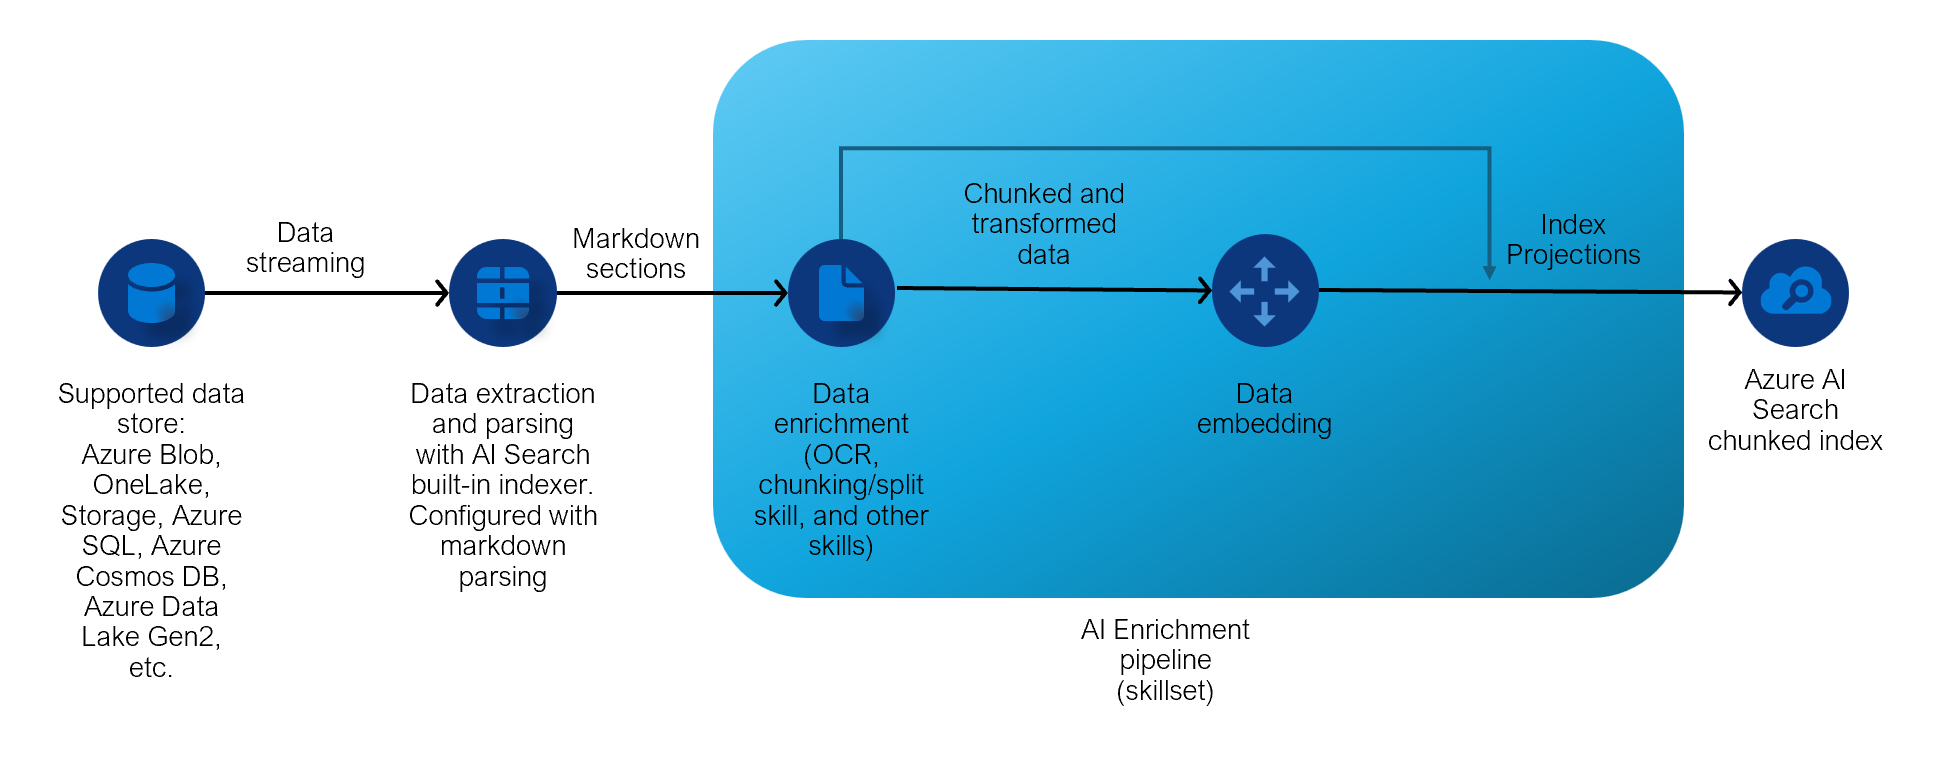 Data
streaming
Markdown
sections
Chunked and
transformed
data
Index
Projections
Supported data
store:
Azure Blob,
OneLake,
Storage, Azure
SQL, Azure
Cosmos DB,
Azure Data
Lake Gen2,
etc.
Data extraction
and parsing
with AI Search
built-in indexer.
Configured with
markdown
parsing
Data
enrichment
(OCR,
chunking/split
skill, and other
skills)
Data
embedding
Azure AI
Search
chunked index
AI Enrichment
pipeline
(skillset)